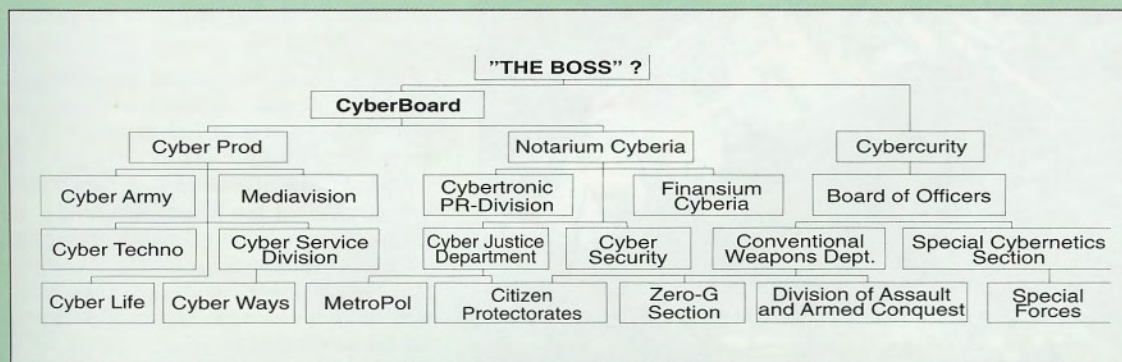 "THE BOSS" ?
CyberBoard
Cyber Prod
Notarium Cyberia
Cybercurity
Cyber Army
Mediavision
Cybertronic
PR-Division
Finansium
Cyberia
Board of Officers
Cyber Techno
Cyber Service
Division
Cyber Justice
Department
Cyber
Security
Conventional
Weapons Dept.
Special Cybernetics
Section
Cyber Life
Cyber Ways
MetroPol
Citizen
Protectorates
Zero-G
Section
Division of Assault
and Armed Conquest
Special
Forces